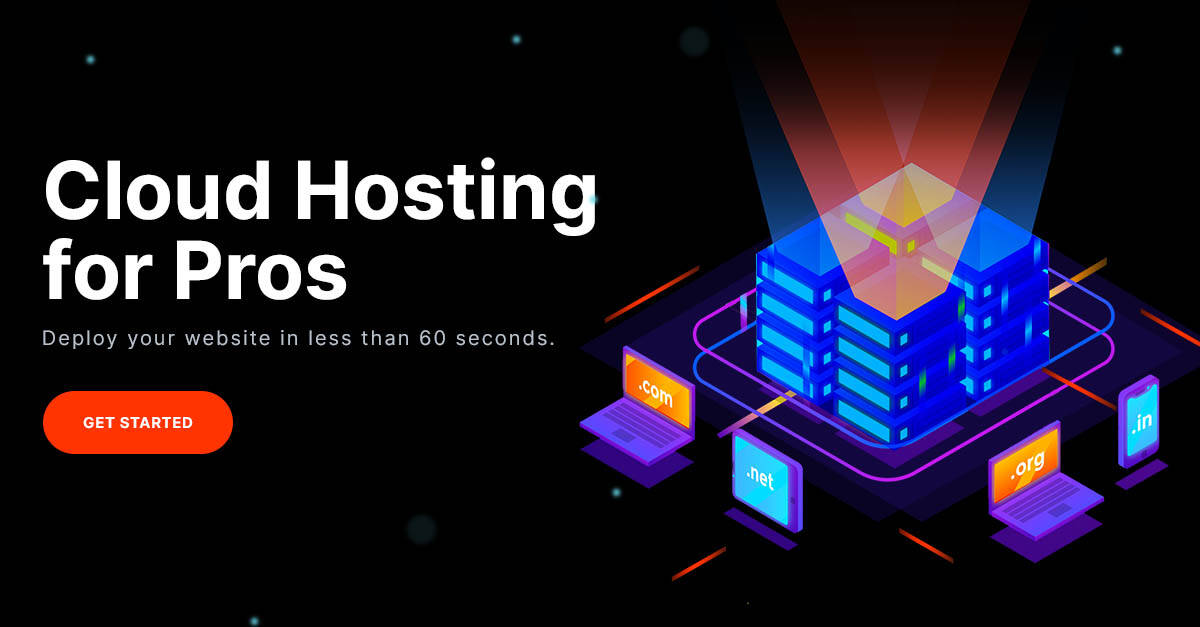 Cloud Hosting
for Pros
Deploy your website in less than 60 seconds.
GET STARTED
.com
.net
.org
.in